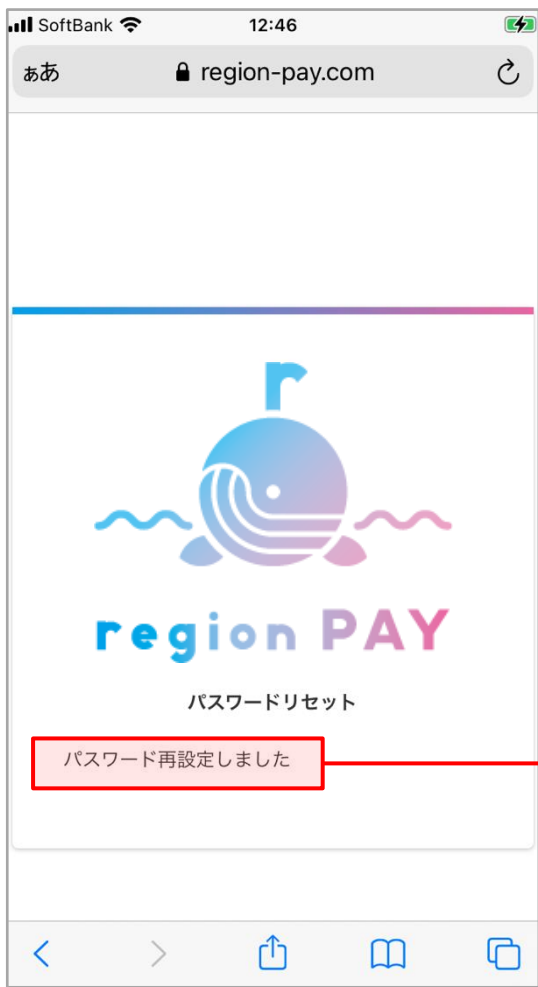 SoftBank 12:46
ぁあ region-pay.com
r
region PAY
パスワードリセット
パスワード再設定しました